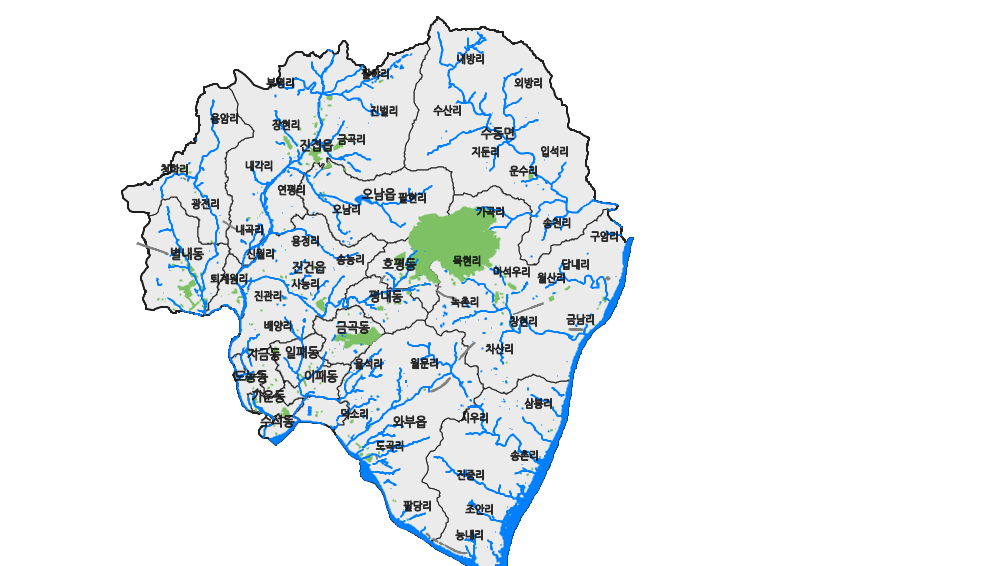 내방리
팔야리
부평리
외방리
수산리
진벌리
용암리
장현리
수동면
금곡리
진접읍
지둔리
입석리
내각리
청학리
운수리
연평리
오남읍
팔현리
광전리
오남리
가곡리
송천리
내곡리
구암리
용정리
별내동
신월리
송능리
호평동
묵현리
답내리
진건읍
마석우리
월산리
퇴계원리
사능리
진관리
평내동
녹촌리
창현리
금남리
배양리
금곡동
차산리
지금동
일패동
율석리
월문리
도농동
이패동
가운동
삼봉리
덕소리
시우리
수석동
와부읍
도곡리
송촌리
진중리
팔당리
조안리
능내리